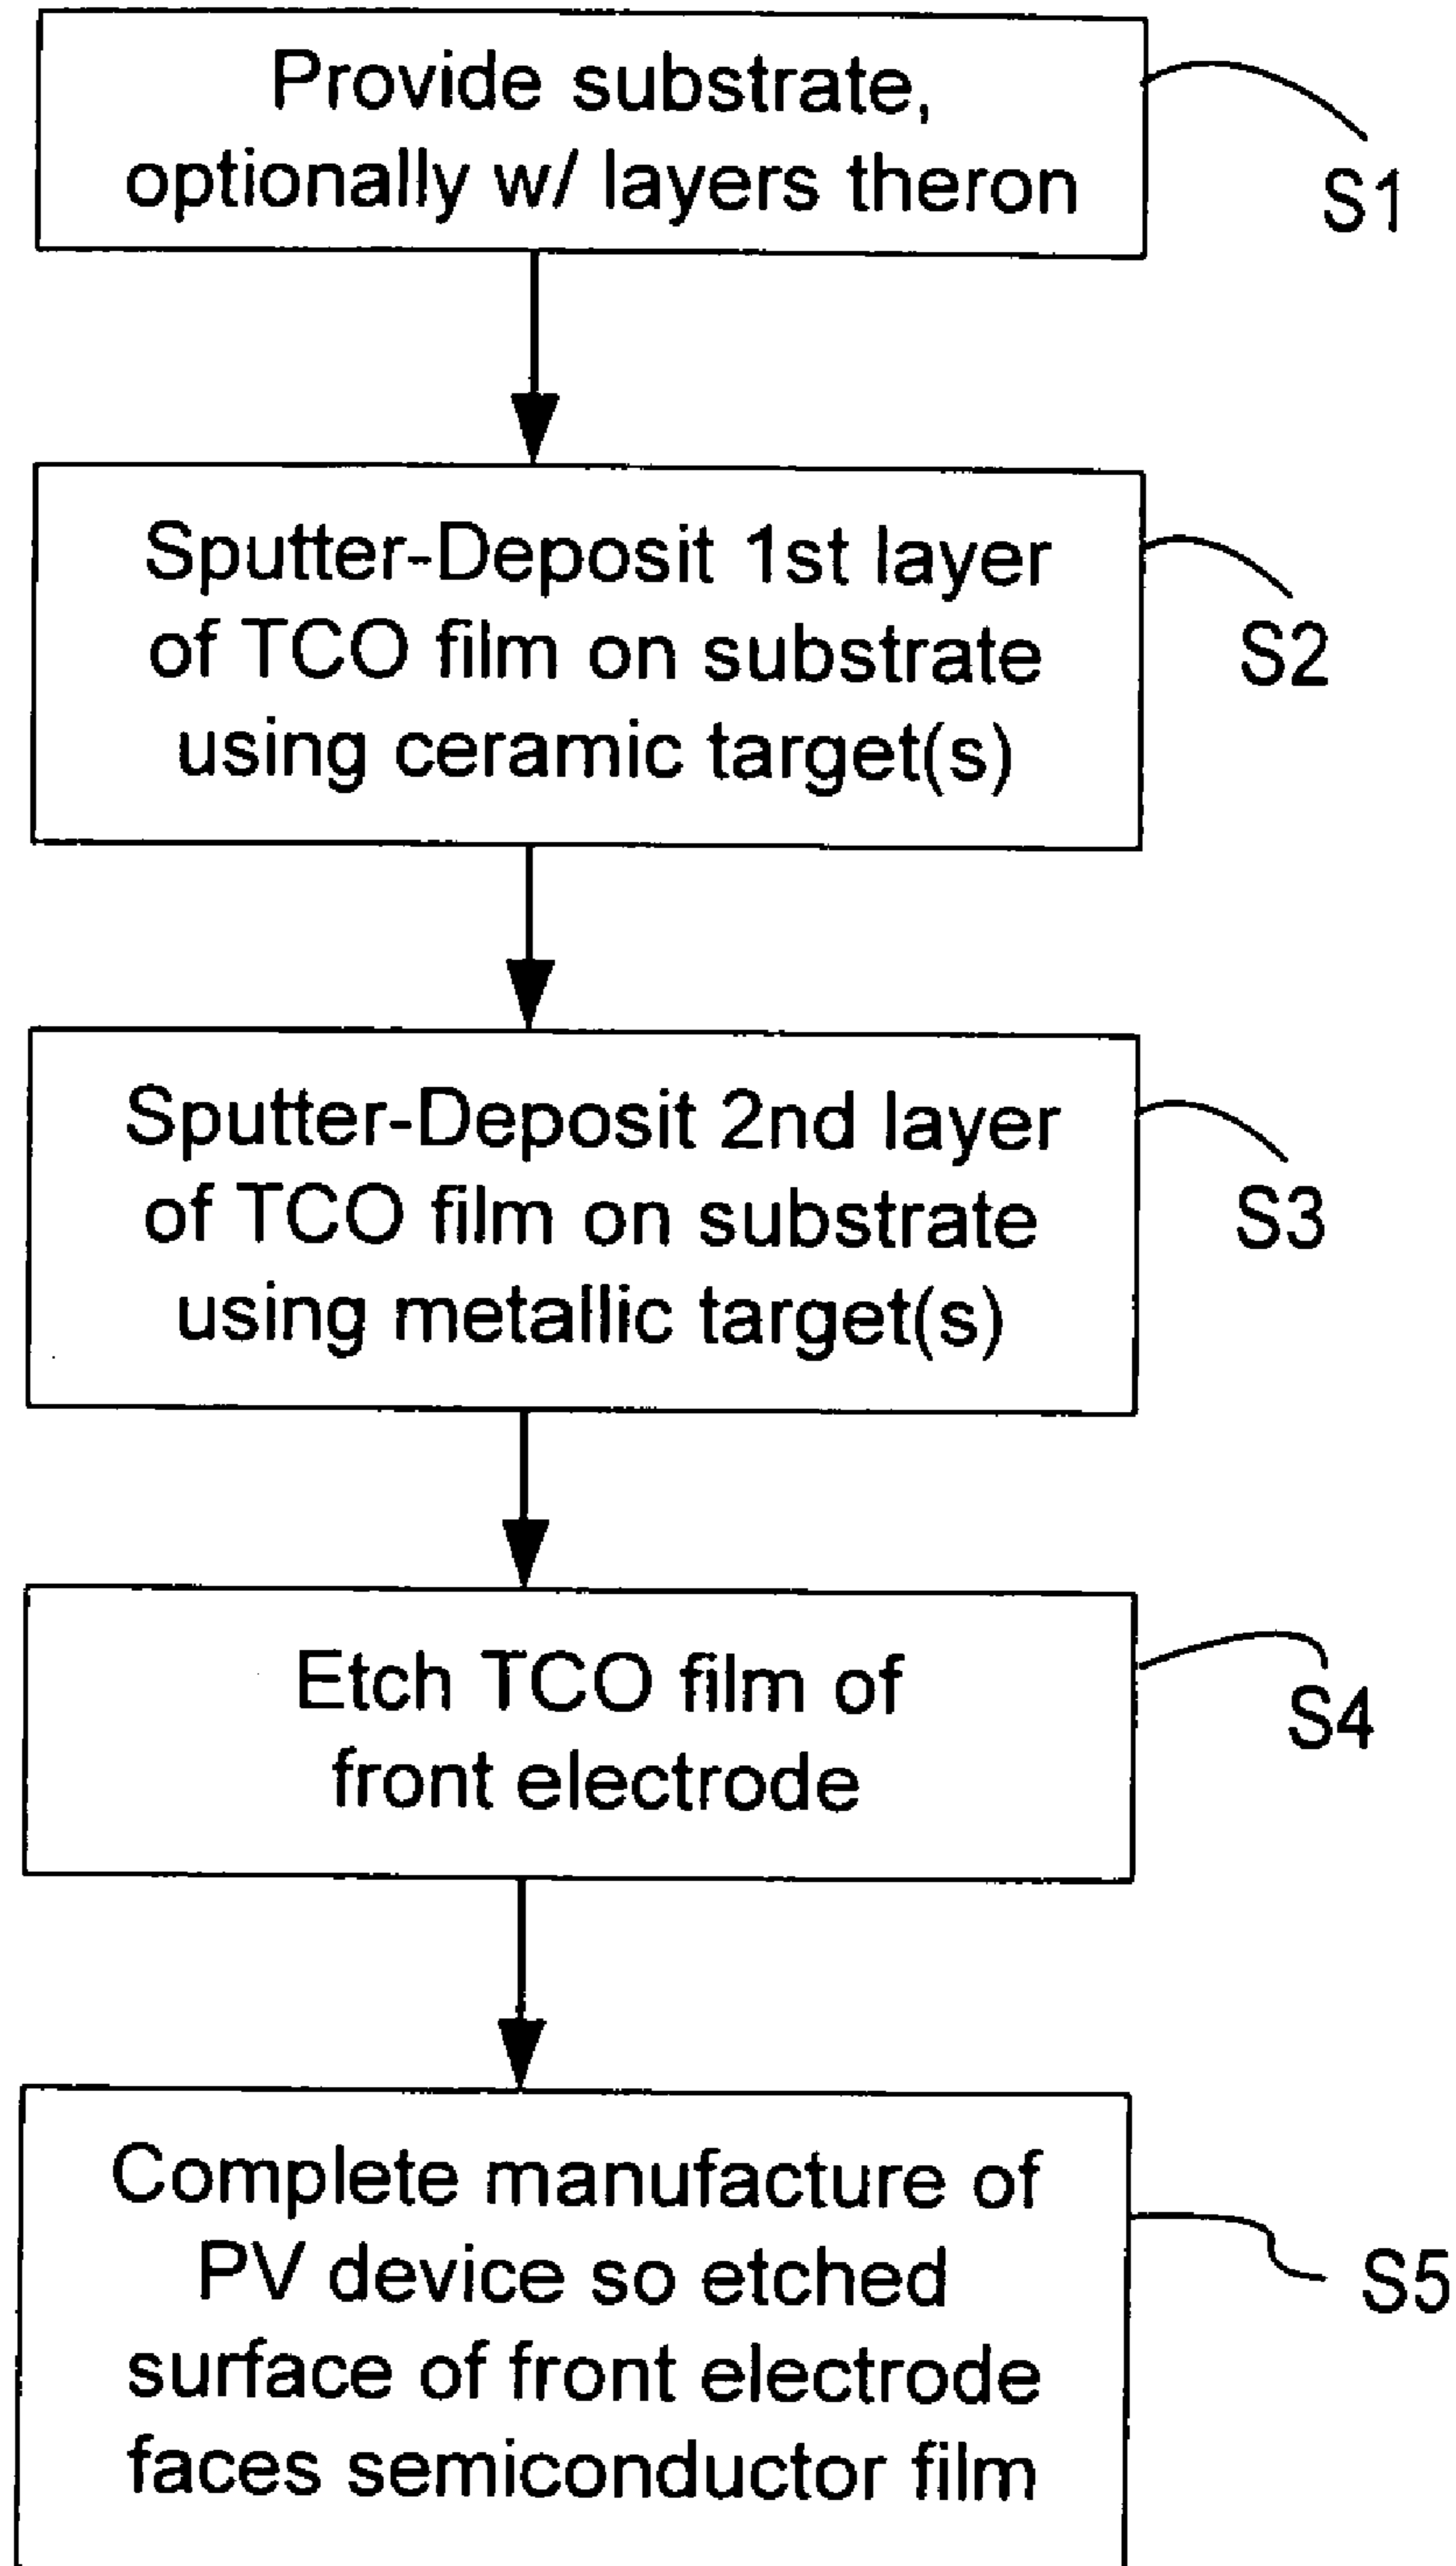 Provide substrate,
optionally w/ layers theron
S1
Sputter-Deposit 1st layer
of TCO film on substrate
using ceramic target(s)
S2
Sputter-Deposit 2nd layer
of TCO film on substrate
using metallic target(s)
S3
Etch TCO film of
front electrode
S4
Complete manufacture of
PV device so etched
surface of front electrode
faces semiconductor film
S5